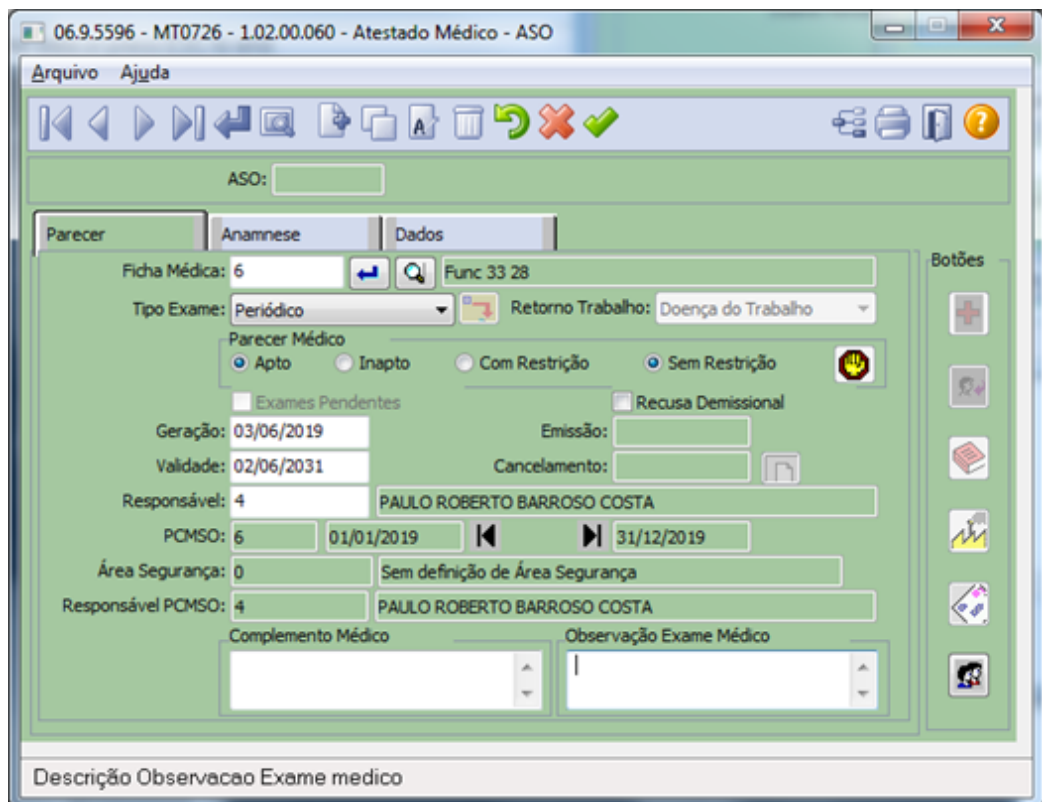 06.9.5596 - MT0726 - 1.02.00.060 - Atestado Médico - ASO
Arquivo Ajuda
ASO:
Parecer Anamnese Dados
Botões
Ficha Médica: 6 Func 33 28
Tipo Exame: Periódico Retorno Trabalho: Doença do Trabalho
Parecer Médico
Apto Inapto Com Restrição Sem Restrição
Exames Pendentes Recusa Demissional
Geração: 03/06/2019 Emissão:
Validade: 02/06/2031 Cancelamento:
Responsável: 4 PAULO ROBERTO BARROSO COSTA
PCMSO: 6 01/01/2019 31/12/2019
Área Segurança: 0 Sem definição de Área Segurança
Responsável PCMSO: 4 PAULO ROBERTO BARROSO COSTA
Complemento Médico Observação Exame Médico
Descrição Observacao Exame medico